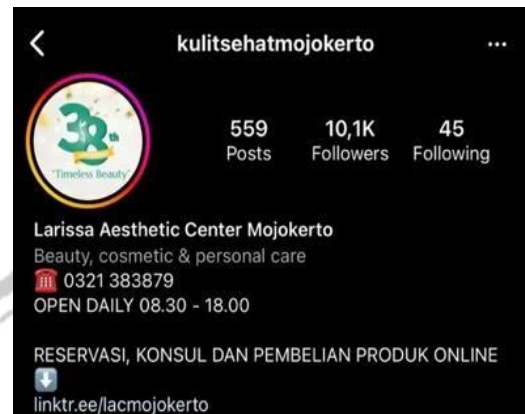 kulitsehatmojokerto
38th
"Timeless Beauty"
559 10,1K 45
Posts Followers Following
Larissa Aesthetic Center Mojokerto
Beauty, cosmetic & personal care
☎️ 0321 383879
OPEN DAILY 08.30 - 18.00
RESERVASI, KONSUL DAN PEMBELIAN PRODUK ONLINE
⬇️
linktr.ee/lacmojokerto